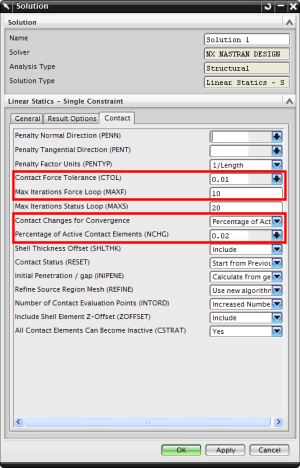 Solution
Solution
Name Solution 1
Solver NX NASTRAN DESIGN
Analysis Type Structural
Solution Type Linear Statics - S
Linear Statics - Single Constraint
General Result Options Contact
Penalty Normal Direction (PENN)
Penalty Tangential Direction (PENT)
Penalty Factor Units (PENTYP) 1/Length
Contact Force Tolerance (CTOL) 0.01
Max Iterations Force Loop (MAXF) 10
Max Iterations Status Loop (MAXS) 20
Contact Changes for Convergence Percentage of Act
Percentage of Active Contact Elements (NCHG) 0.02
Shell Thickness Offset (SHLTHK) Include
Contact Status (RESET) Start from Previou
Initial Penetration / gap (INIPENE) Calculate from ge
Refine Source Region Mesh (REFINE) Use new algorithm
Number of Contact Evaluation Points (INTORD) Increased Numbe
Include Shell Element Z-Offset (ZOFFSET) Include
All Contact Elements Can Become Inactive (CSTRAT) Yes
OK Apply Cancel